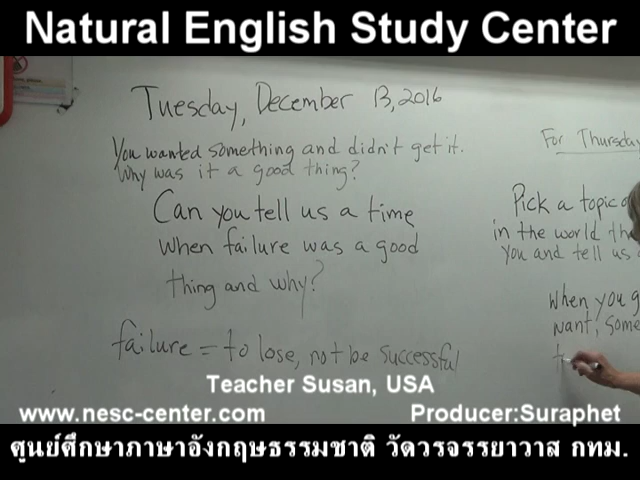 Natural English Study Center
Tuesday, December 13, 2016
You wanted something and didn't get it.
Why was it a good thing?
Can you tell us a time
when failure was a good
thing and why?
failure = to lose, not be successful
For Thursday
Pick a topic
in the world
you and tell us
When you g
want, some
t
Teacher Susan, USA
www.nesc-center.com
Producer:Suraphet
ศูนย์ศึกษาภาษาอังกฤษธรรมชาติ วัดวรจรรยาวาส กทม.